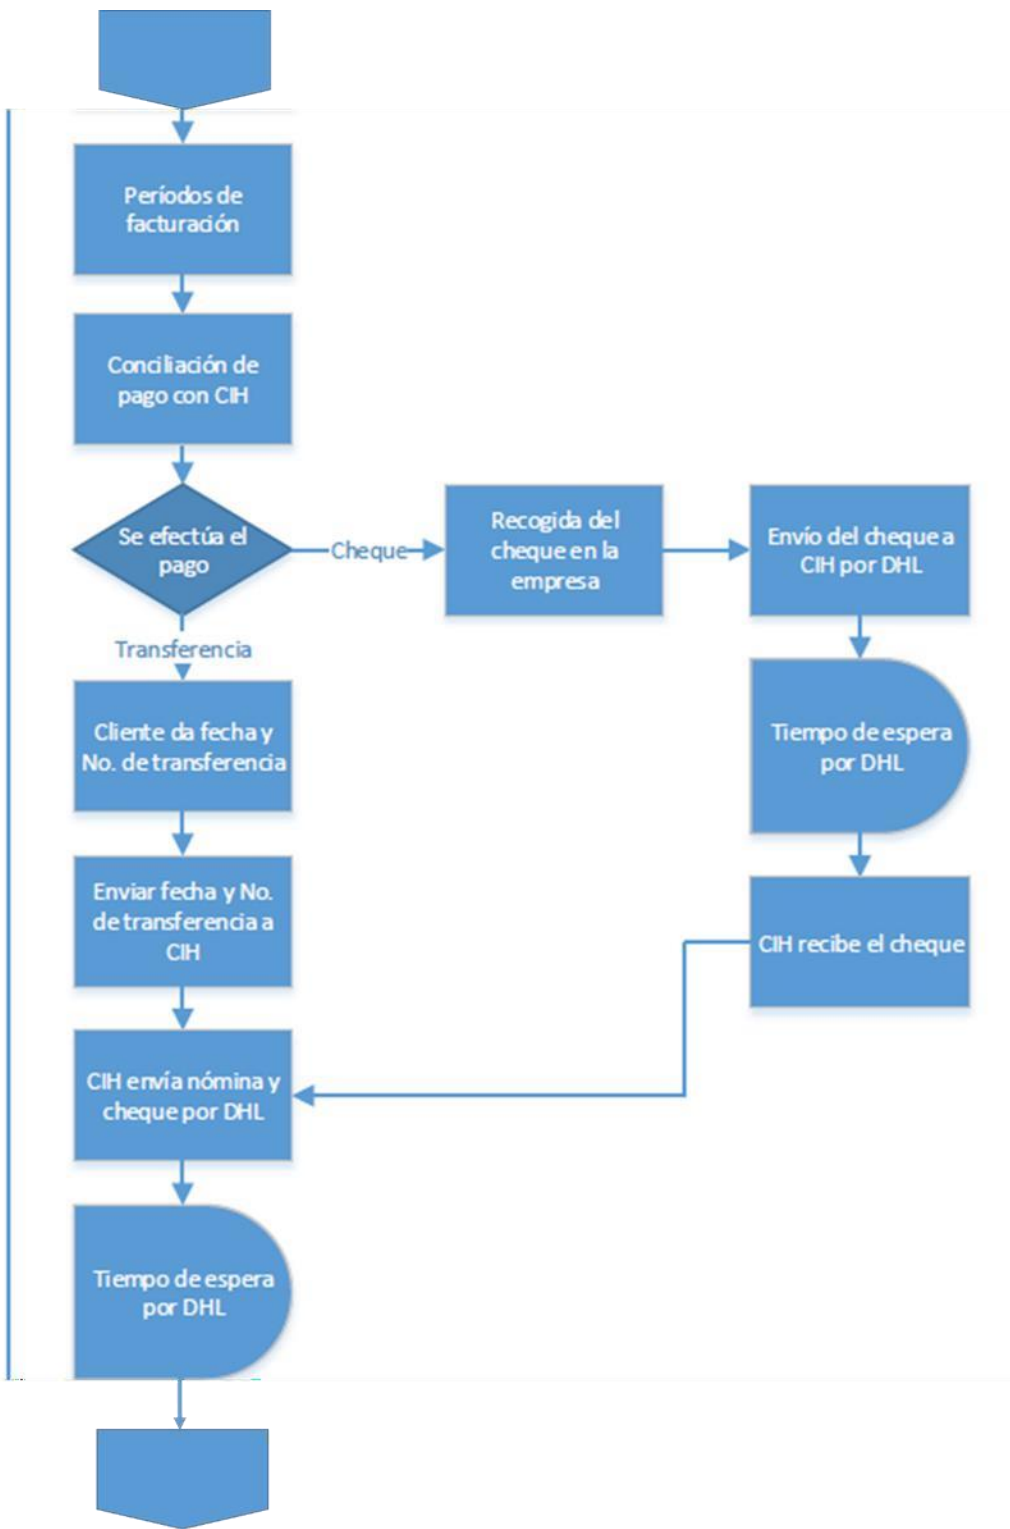 Períodos de
facturación
Conciliación de
pago con CIH
Se efectúa el
pago
Cheque
Recogida del
cheque en la
empresa
Envío del cheque a
CIH por DHL
Tiempo de espera
por DHL
CIH recibe el cheque
Transferencia
Cliente da fecha y
No. de transferencia
Enviar fecha y No.
de transferencia a
CIH
CIH envía nómina y
cheque por DHL
Tiempo de espera
por DHL